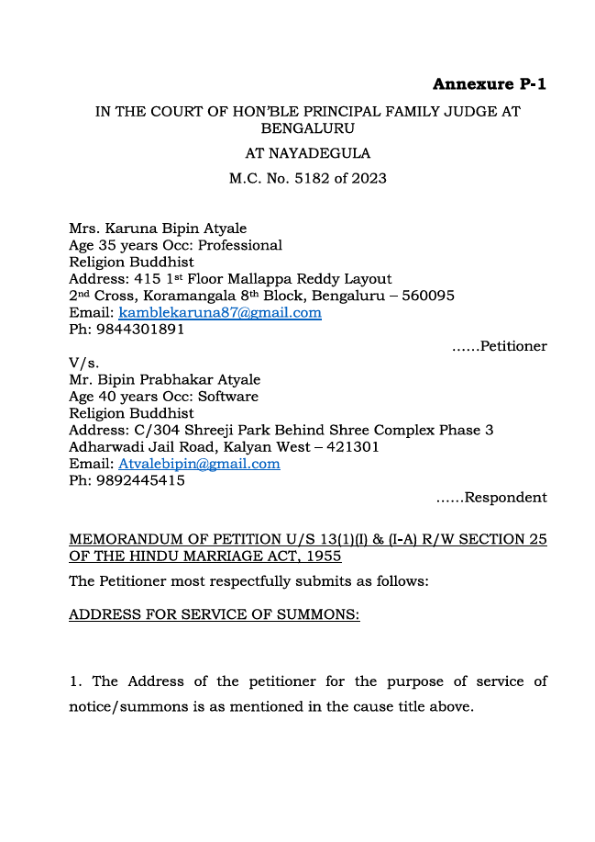 Annexure P-1
IN THE COURT OF HON'BLE PRINCIPAL FAMILY JUDGE AT
BENGALURU
AT NAYADEGULA
M.C. No. 5182 of 2023
Mrs. Karuna Bipin Atyale
Age 35 years Occ: Professional
Religion Buddhist
Address: 415 1st Floor Mallappa Reddy Layout
2nd Cross, Koramangala 8th Block, Bengaluru – 560095
Email: kamblekaruna87@gmail.com
Ph: 9844301891
......Petitioner
V/s.
Mr. Bipin Prabhakar Atyale
Age 40 years Occ: Software
Religion Buddhist
Address: C/304 Shreeji Park Behind Shree Complex Phase 3
Adharwadi Jail Road, Kalyan West – 421301
Email: Atvalebipin@gmail.com
Ph: 9892445415
......Respondent
MEMORANDUM OF PETITION U/S 13(1)(I) & (I-A) R/W SECTION 25
OF THE HINDU MARRIAGE ACT, 1955
The Petitioner most respectfully submits as follows:
ADDRESS FOR SERVICE OF SUMMONS:
1. The Address of the petitioner for the purpose of service of
notice/summons is as mentioned in the cause title above.